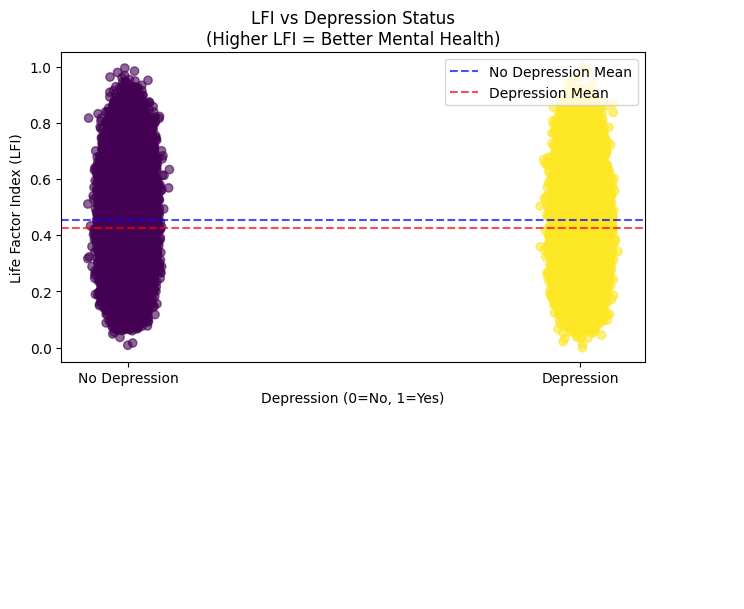 LFI vs Depression Status
(Higher LFI = Better Mental Health)
No Depression Mean
Depression Mean
Life Factor Index (LFI)
1.0
0.8
0.6
0.4
0.2
0.0
No Depression
Depression
Depression (0=No, 1=Yes)